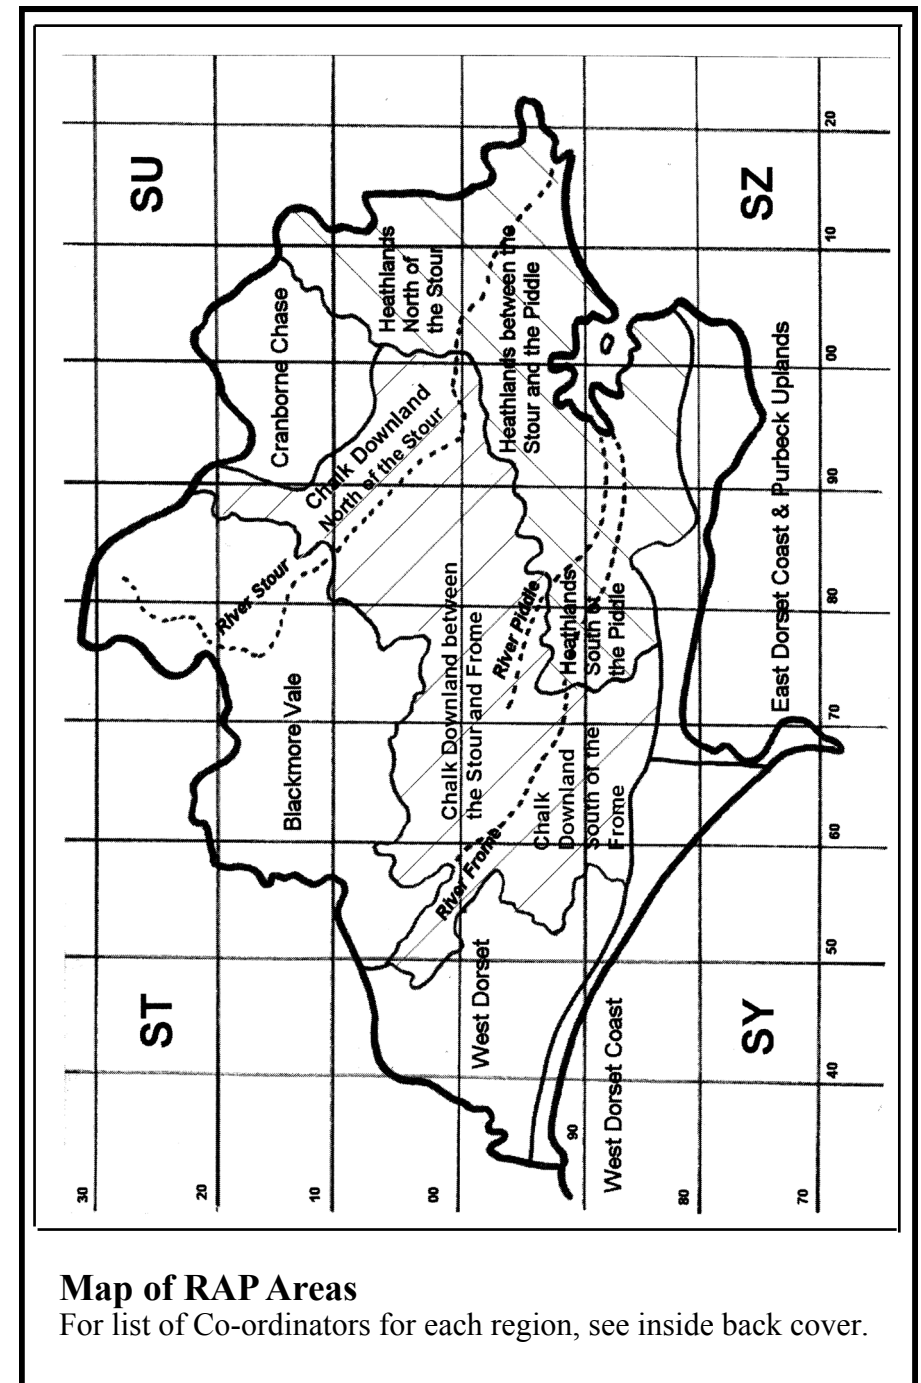 ST
SU
SY
SZ
Blackmore Vale
River Stour
Cranborne Chase
Chalk Downland
North of the Stour
Heathlands
North of
the Stour
Heathlands between the
Stour and the Piddle
Chalk Downland between
the Stour and Frome
River Piddle
Heathlands
South of
the Piddle
River Frome
Chalk
Downland
south of the
Frome
West Dorset
West Dorset Coast
East Dorset Coast & Purbeck Uplands
30
20
10
00
90
80
70
40
50
60
70
80
90
00
10
20
Map of RAP Areas
For list of Co-ordinators for each region, see inside back cover.